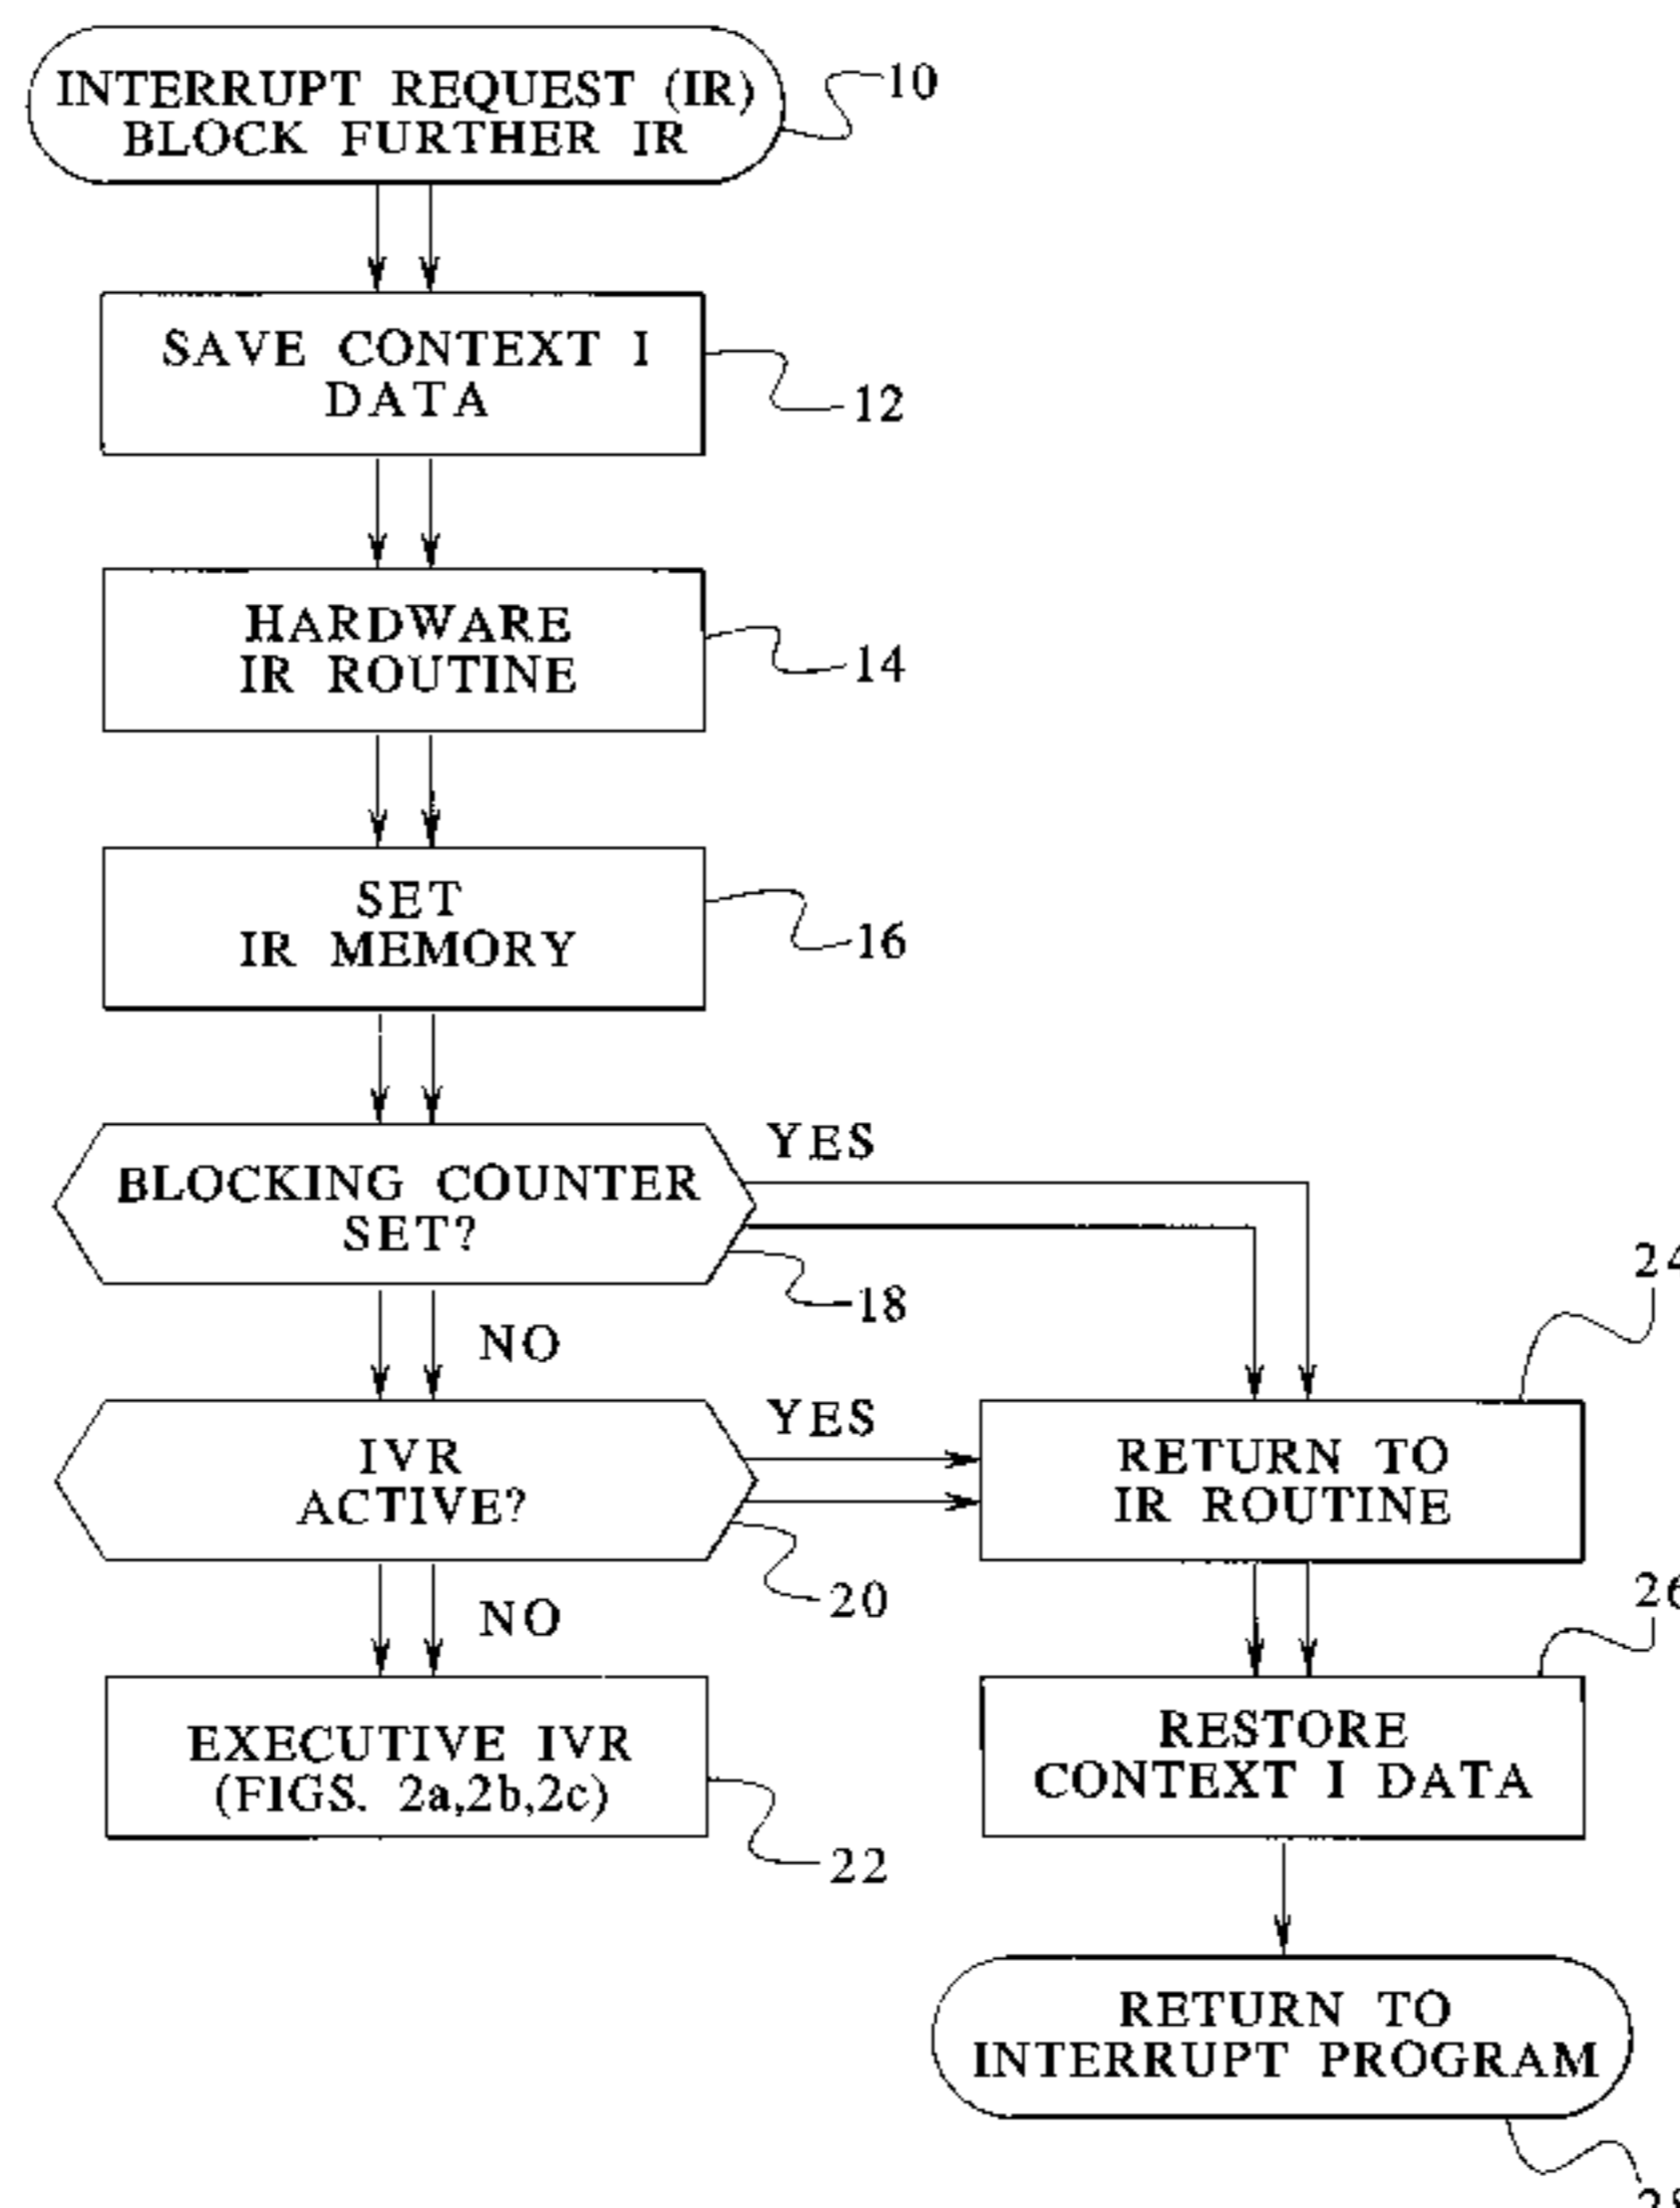 INTERRUPT REQUEST (IR)
BLOCK FURTHER IR
10
SAVE CONTEXT I
DATA
12
HARDWARE
IR ROUTINE
14
SET
IR MEMORY
16
BLOCKING COUNTER
SET?
YES
18
NO
24
IVR
ACTIVE?
YES
20
NO
RETURN TO
IR ROUTINE
26
EXECUTIVE IVR
(FIGS. 2a,2b,2c)
22
RESTORE
CONTEXT I DATA
RETURN TO
INTERRUPT PROGRAM